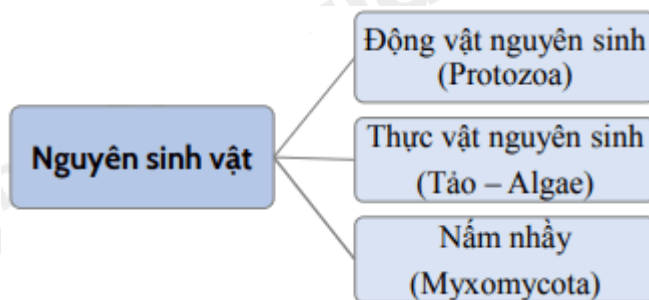 Nguyên sinh vật
Động vật nguyên sinh
(Protozoa)
Thực vật nguyên sinh
(Tảo – Algae)
Nấm nhầy
(Myxomycota)